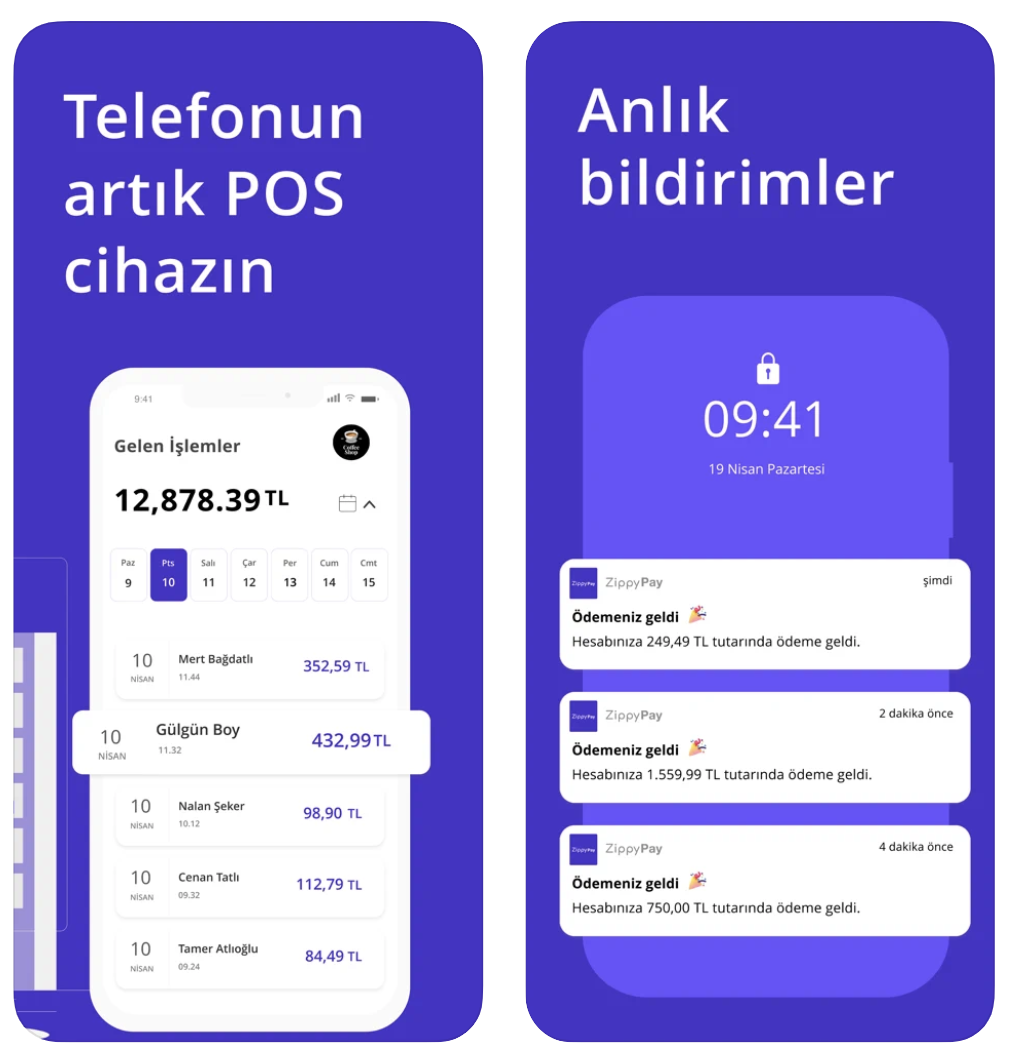 Telefonun
artık POS
cihazın
9:41
Gelen İşlemler
Coffee
Shop
12,878.39 TL
Paz Pts Salı Çar Per Cum Cmt
9 10 11 12 13 14 15
10 Mert Bağdatlı 352,59 TL
NİSAN 11.44
10 Gülgün Boy 432,99 TL
NİSAN 11.32
10 Nalan Şeker 98,90 TL
NİSAN 10.12
10 Cenan Tatlı 112,79 TL
NİSAN 09.32
10 Tamer Atlıoğlu 84,49 TL
NİSAN 09.24
Anlık
bildirimler
09:41
19 Nisan Pazartesi
ZippyPay ZippyPay şimdi
Ödemeniz geldi 🎉
Hesabınıza 249,49 TL tutarında ödeme geldi.
ZippyPay ZippyPay 2 dakika önce
Ödemeniz geldi 🎉
Hesabınıza 1.559,99 TL tutarında ödeme geldi.
ZippyPay ZippyPay 4 dakika önce
Ödemeniz geldi 🎉
Hesabınıza 750,00 TL tutarında ödeme geldi.